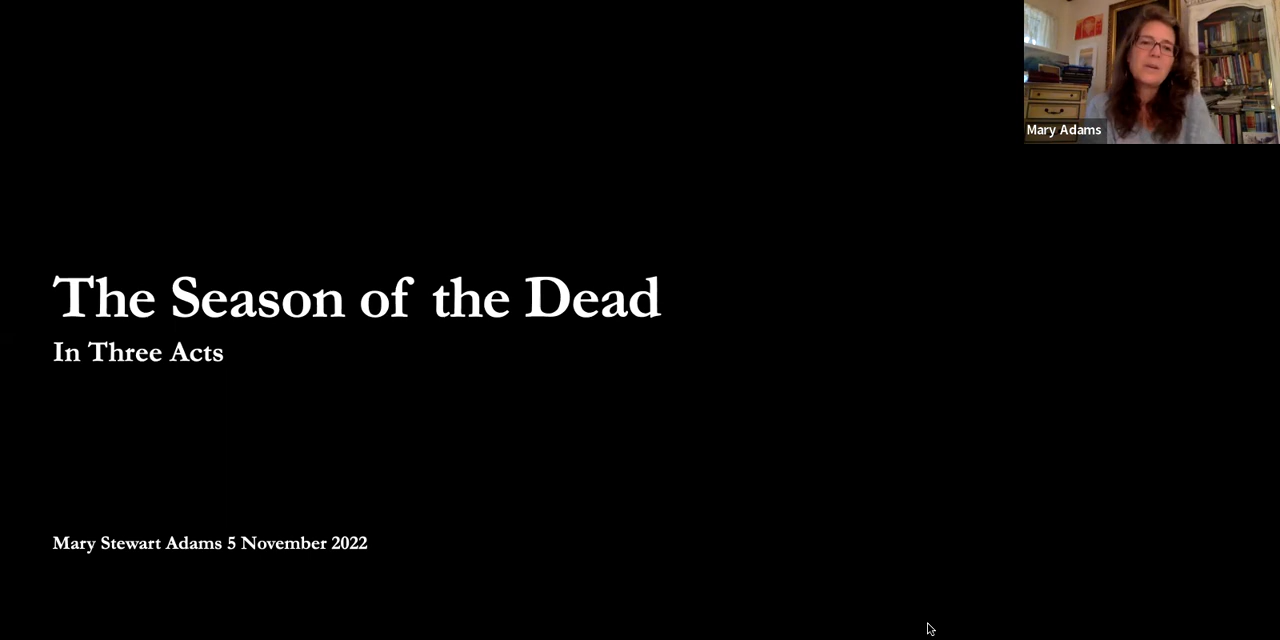 Mary Adams
The Season of the Dead
In Three Acts
Mary Stewart Adams 5 November 2022